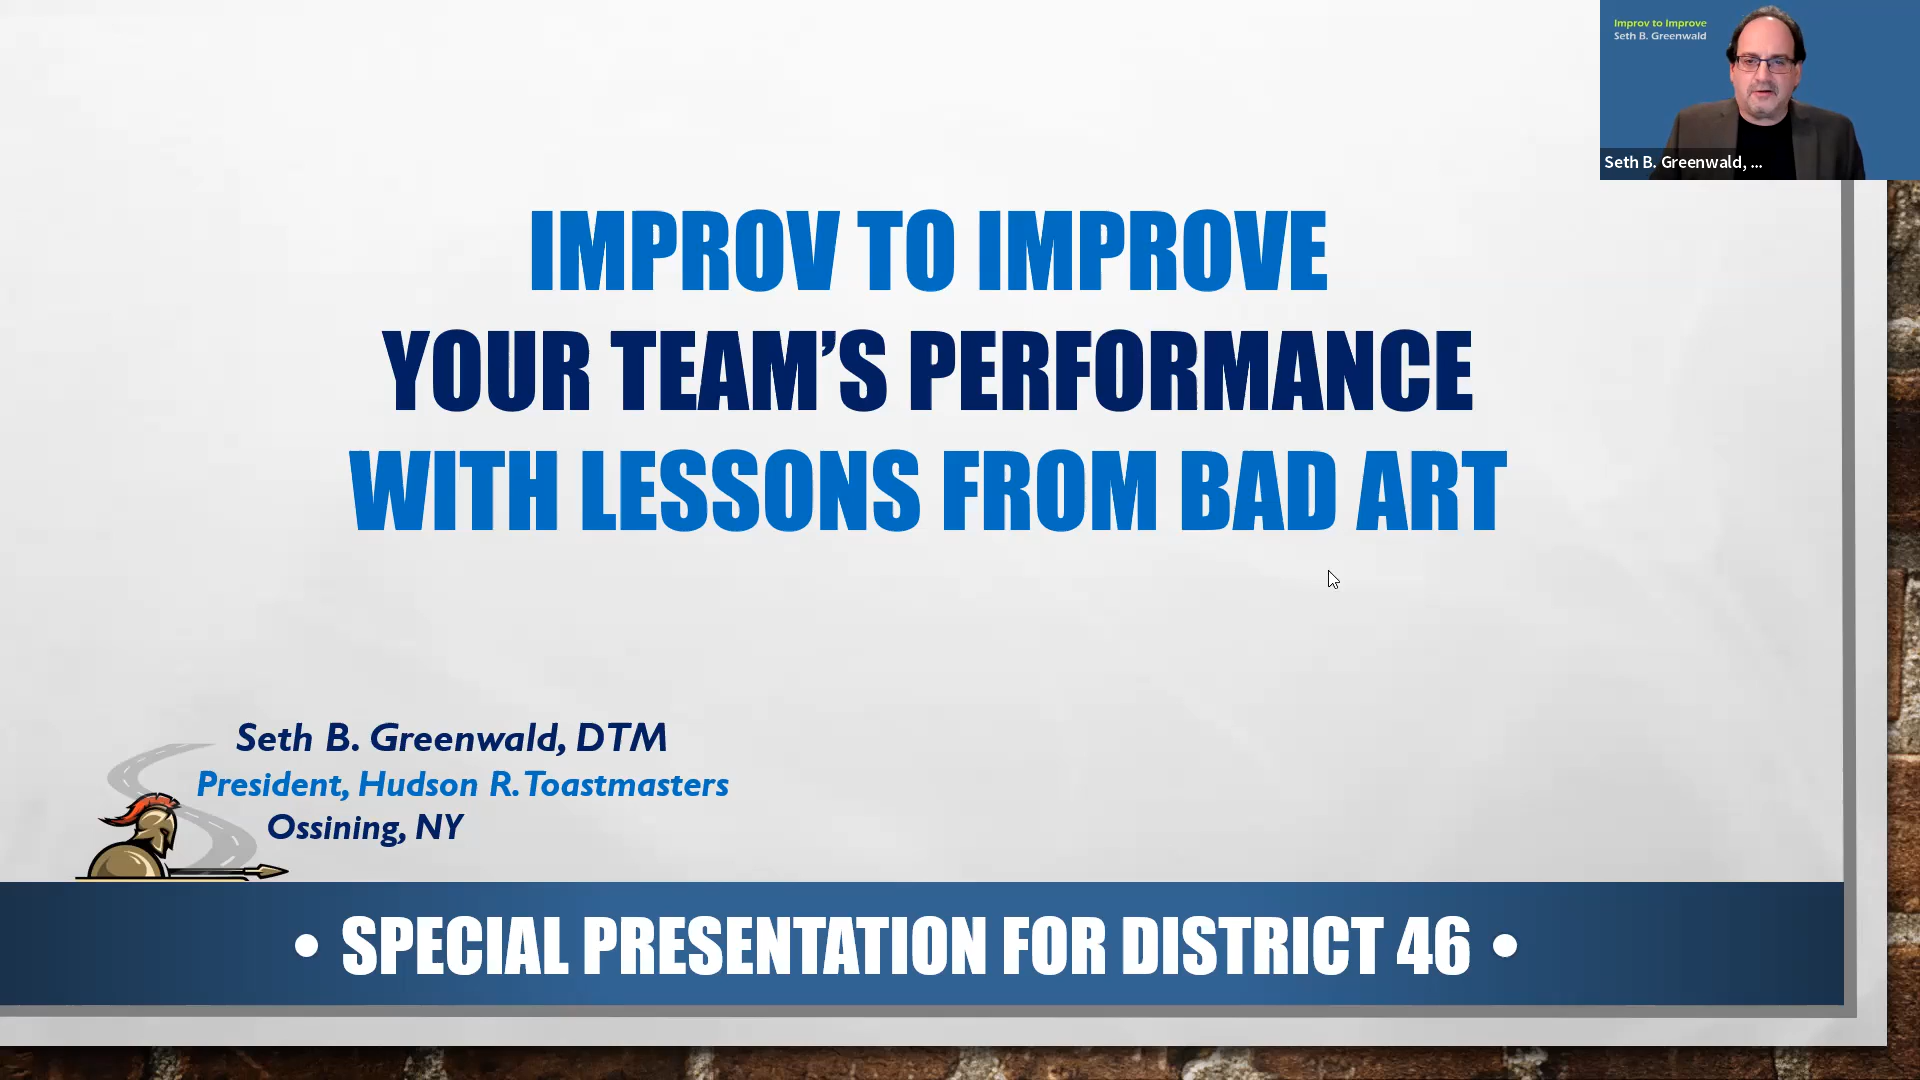 Improv to Improve
Seth B. Greenwald
Seth B. Greenwald, ...
IMPROV TO IMPROVE
YOUR TEAM’S PERFORMANCE
WITH LESSONS FROM BAD ART
Seth B. Greenwald, DTM
President, Hudson R. Toastmasters
Ossining, NY
• SPECIAL PRESENTATION FOR DISTRICT 46 •